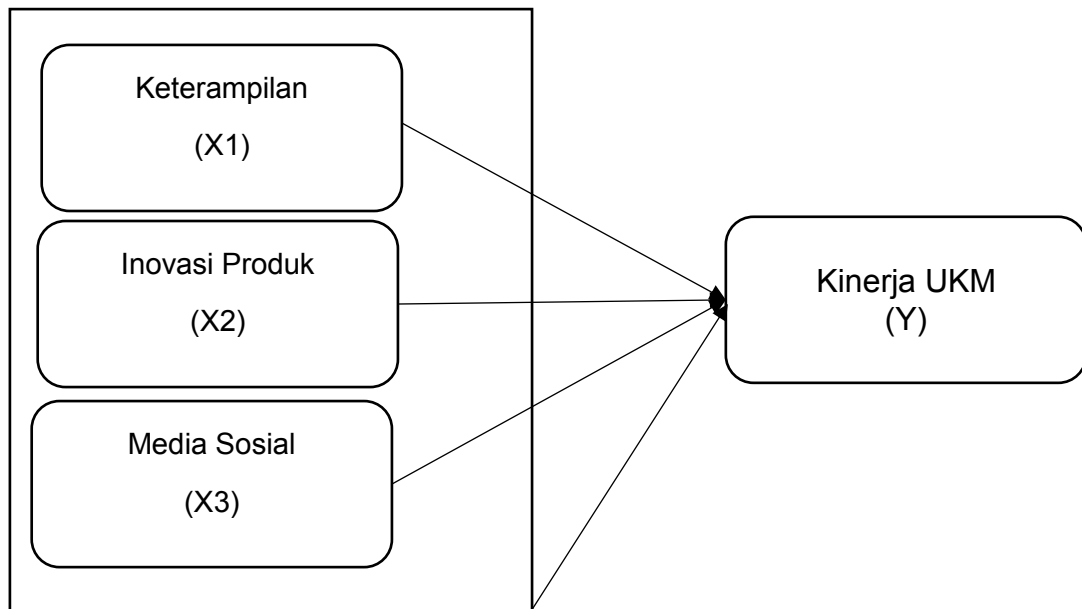 Keterampilan
(X1)
Inovasi Produk
(X2)
Media Sosial
(X3)
Kinerja UKM
(Y)